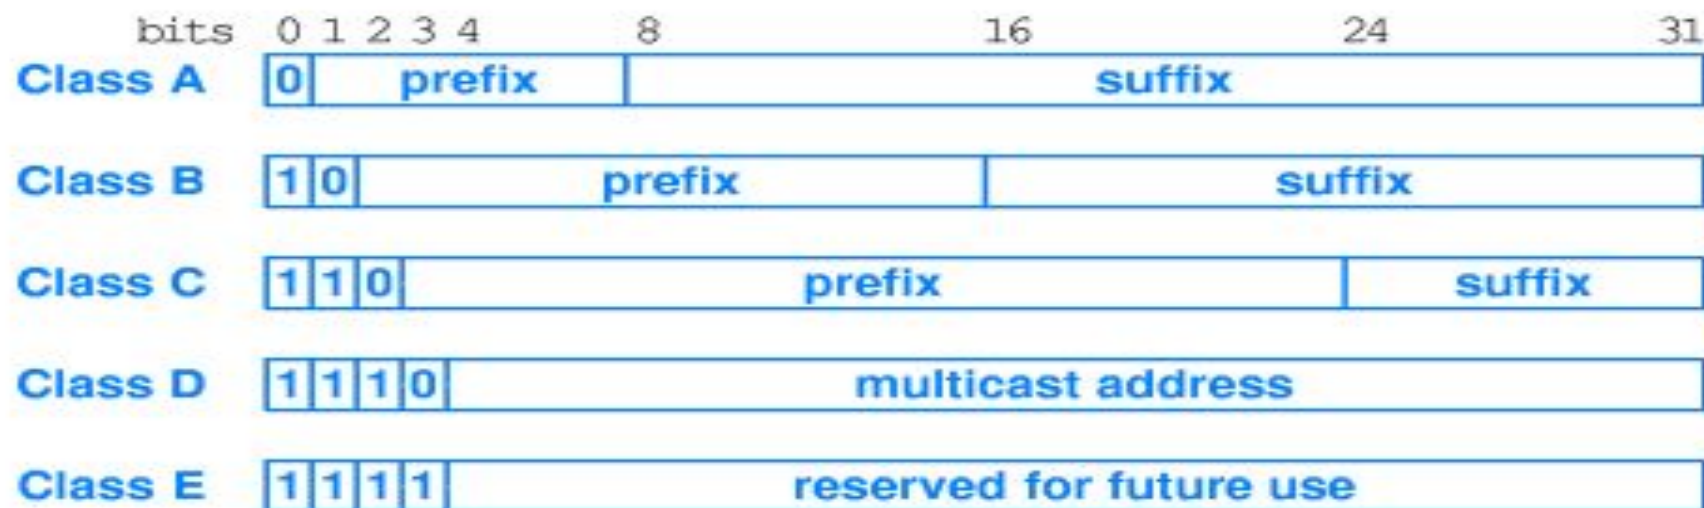 bits 0 1 2 3 4 8 16 24 31
Class A 0 prefix suffix
Class B 1 0 prefix suffix
Class C 1 1 0 prefix suffix
Class D 1 1 1 0 multicast address
Class E 1 1 1 1 reserved for future use